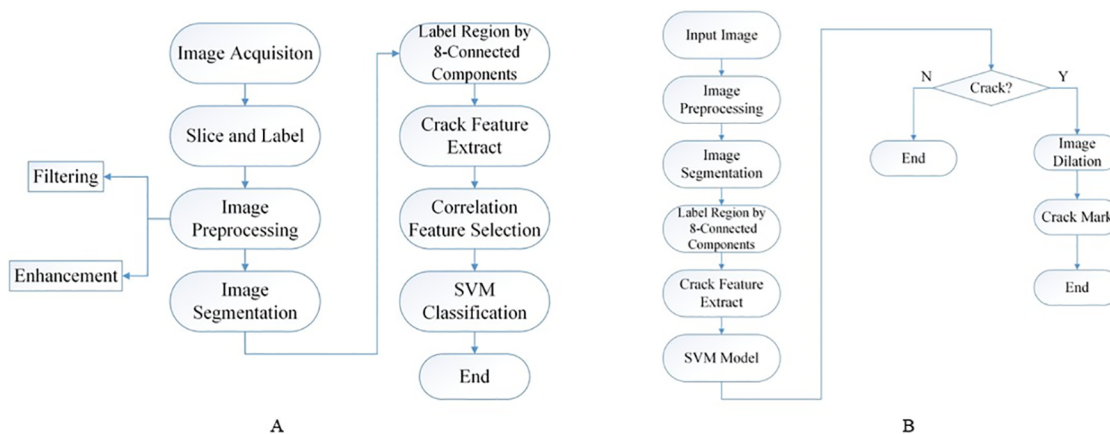 Image Acquisiton
Slice and Label
Filtering
Image
Preprocessing
Enhancement
Image
Segmentation
Label Region by
8-Connected
Components
Crack Feature
Extract
Correlation
Feature Selection
SVM
Classification
End
A
Input Image
Image
Preprocessing
Image
Segmentation
Label Region by
8-Connected
Components
Crack Feature
Extract
SVM Model
N
Crack?
Y
End
Image
Dilation
Crack Mark
End
B